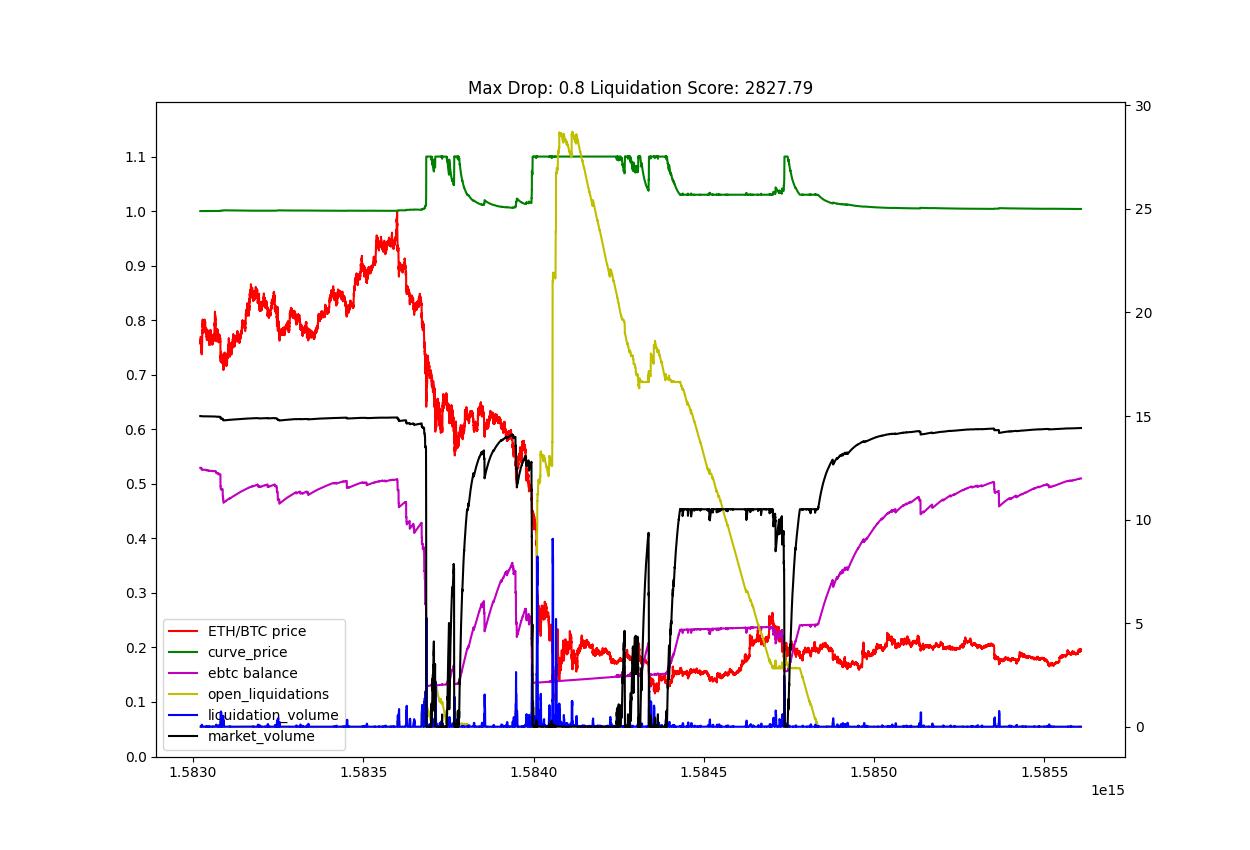 Max Drop: 0.8 Liquidation Score: 2827.79
1.1
1.0
0.9
0.8
0.7
0.6
0.5
0.4
0.3
0.2
0.1
0.0
30
25
20
15
10
5
0
ETH/BTC price
curve_price
ebtc balance
open_liquidations
liquidation_volume
market_volume
1.5830 1.5835 1.5840 1.5845 1.5850 1.5855
1e15